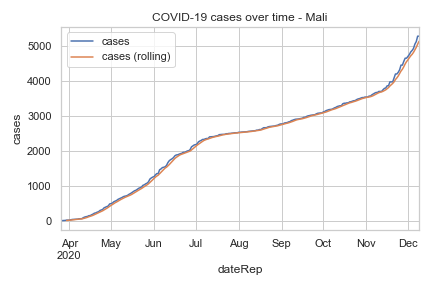 COVID-19 cases over time - Mali
cases
cases (rolling)
5000
4000
3000
2000
1000
0
cases
Apr
2020
May
Jun
Jul
Aug
Sep
Oct
Nov
Dec
dateRep